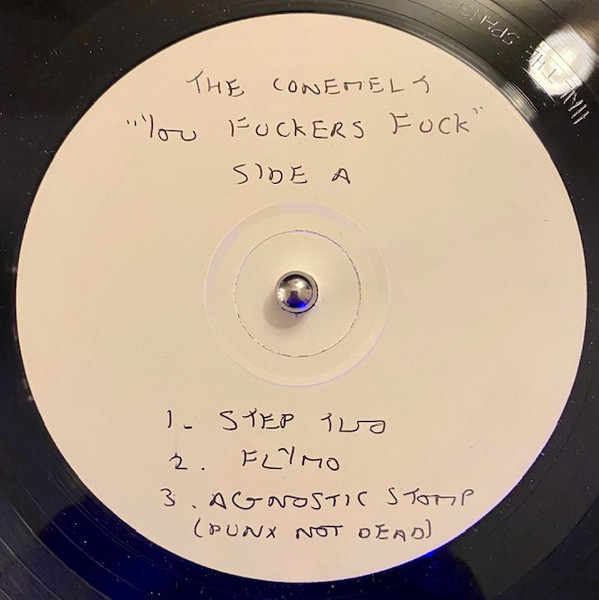 THE CONEMELT
"YOU FUCKERS FUCK"
SIDE A
1. STEP TWO
2. FLYMO
3. AGNOSTIC STOMP
(PUNX NOT DEAD)